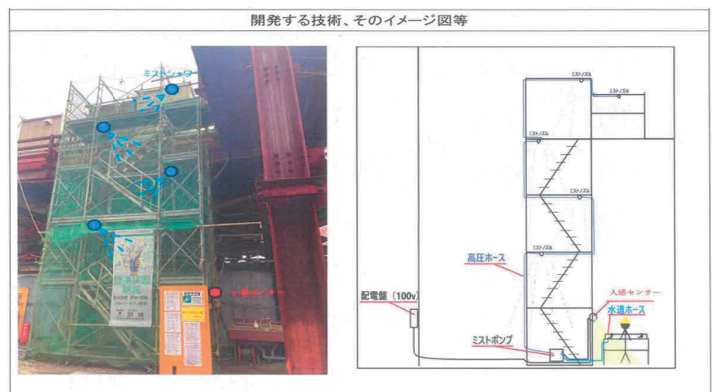 開発する技術、そのイメージ図等
ミストシャワー
ミストノズル
ミストノズル
ミストノズル
ミストノズル
ミストノズル
高圧ホース
人感センサー
配電盤（100v）
水道ホース
ミストポンプ